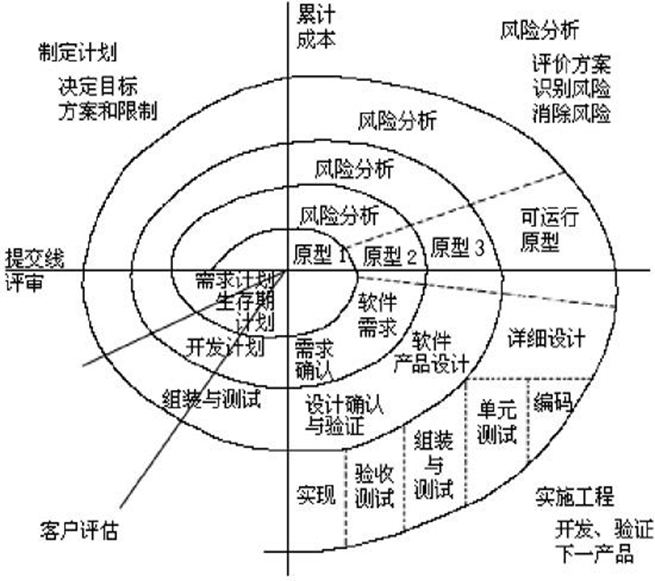 累计
成本
风险分析
评价方案
识别风险
消除风险
制定计划
决定目标
方案和限制
风险分析
风险分析
风险分析
原型 1
原型 2
原型 3
可运行
原型
提交线
评审
需求计划
生存期
计划
开发计划
组装与测试
软件
需求
需求
确认
软件
产品设计
详细设计
设计确认
与验证
实现
验收
测试
组装
与
测试
单元
测试
编码
客户评估
实施工程
开发、验证
下一产品